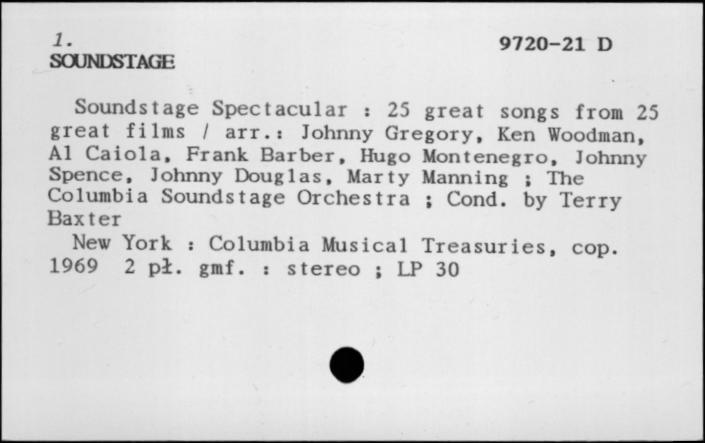 1.
9720-21 D
SOUNDSTAGE
Soundstage Spectacular : 25 great songs from 25
great films / arr.: Johnny Gregory, Ken Woodman,
Al Caiola, Frank Barber, Hugo Montenegro, Johnny
Spence, Johnny Douglas, Marty Manning ; The
Columbia Soundstage Orchestra ; Cond. by Terry
Baxter
New York : Columbia Musical Treasuries, cop.
1969 2 pł. gmf. : stereo ; LP 30